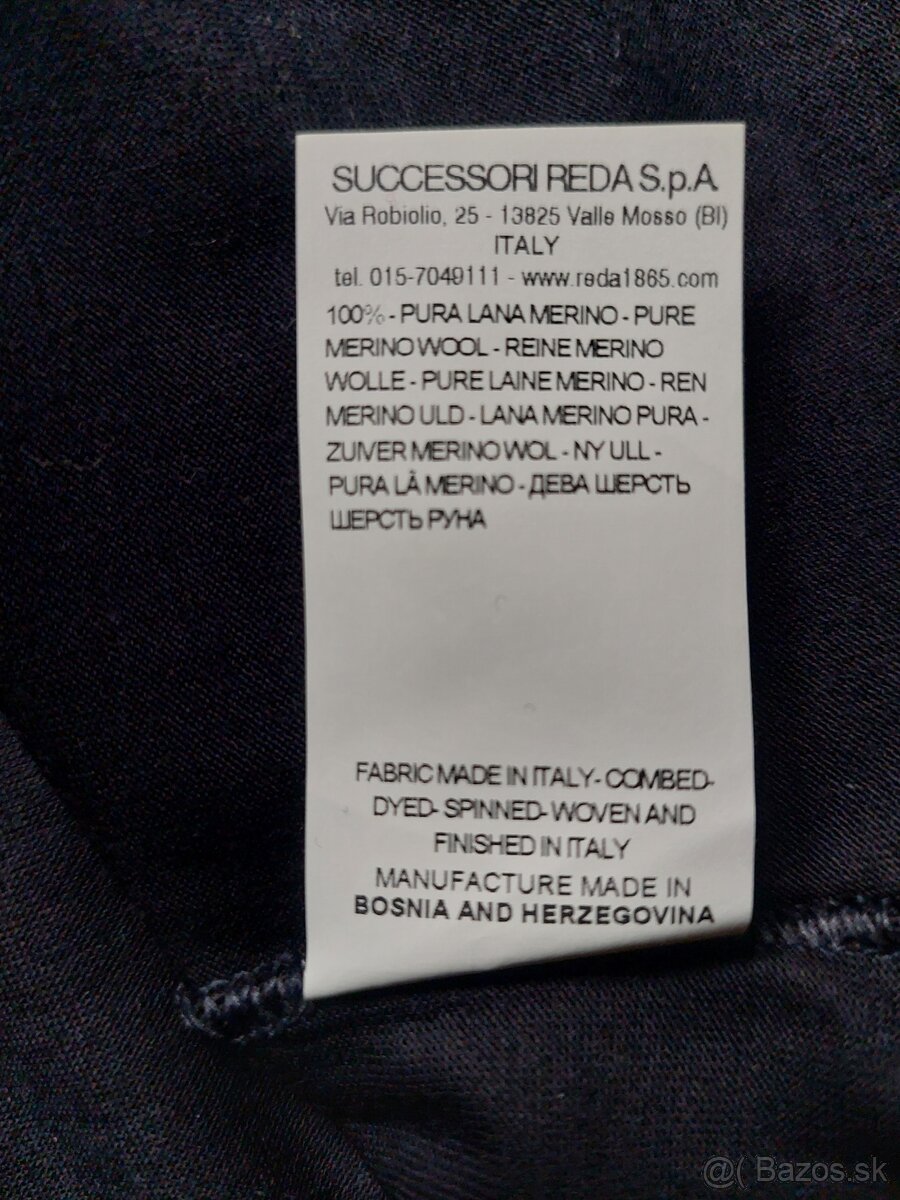 SUCCESSORI REDA S.p.A
Via Robiolio, 25 - 13825 Valle Mosso (BI)
ITALY
tel. 015-7049111 - www.reda1865.com
100% - PURA LANA MERINO - PURE
MERINO WOOL - REINE MERINO
WOLLE - PURE LAINE MERINO - REN
MERINO ULD - LANA MERINO PURA -
ZUIVER MERINO WOL - NY ULL -
PURA LÃ MERINO - ДЕВА ШЕРСТЬ
ШЕРСТЬ РУНА
FABRIC MADE IN ITALY- COMBED-
DYED- SPINNED- WOVEN AND
FINISHED IN ITALY
MANUFACTURE MADE IN
BOSNIA AND HERZEGOVINA
@( Bazos.sk